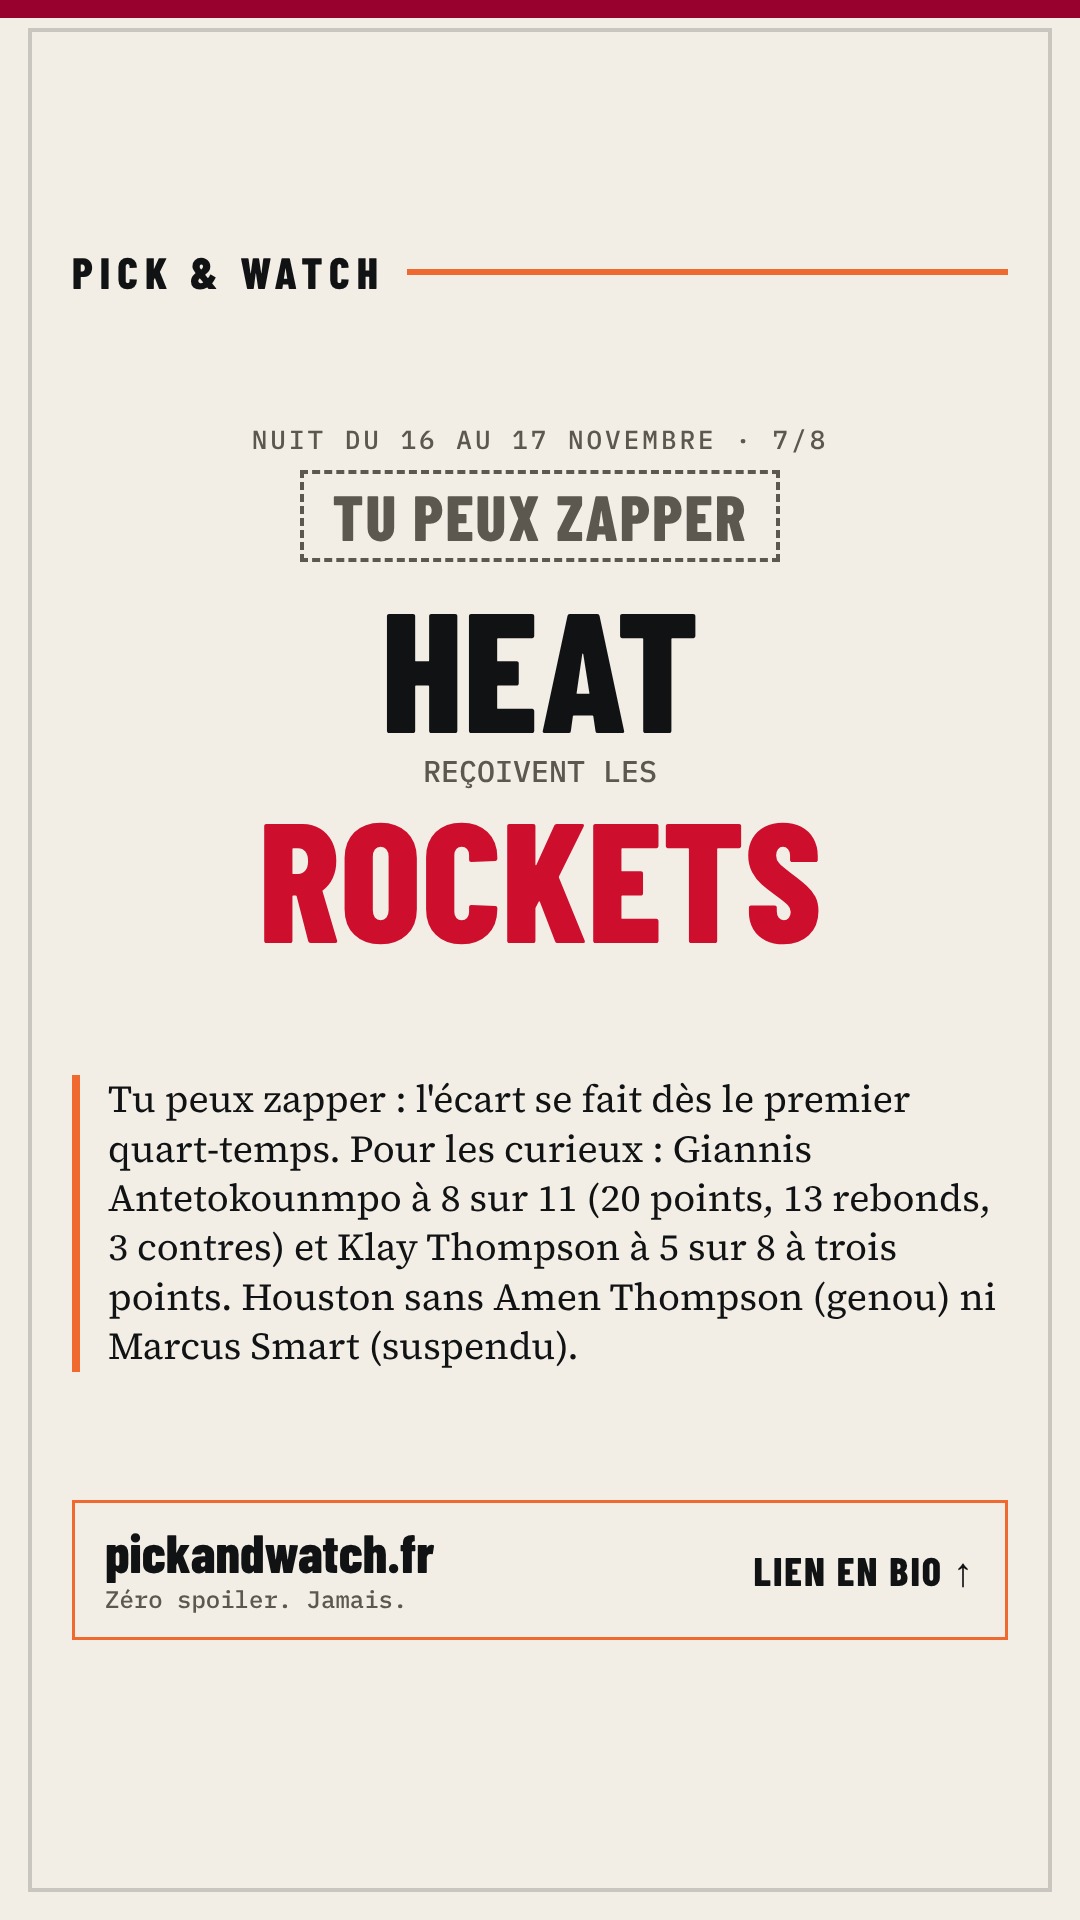 PICK & WATCH
NUIT DU 16 AU 17 NOVEMBRE · 7/8
TU PEUX ZAPPER
HEAT
REÇOIVENT LES
ROCKETS
Tu peux zapper : l'écart se fait dès le premier
quart-temps. Pour les curieux : Giannis
Antetokounmpo à 8 sur 11 (20 points, 13 rebonds,
3 contres) et Klay Thompson à 5 sur 8 à trois
points. Houston sans Amen Thompson (genou) ni
Marcus Smart (suspendu).
pickandwatch.fr
Zéro spoiler. Jamais.
LIEN EN BIO ↑